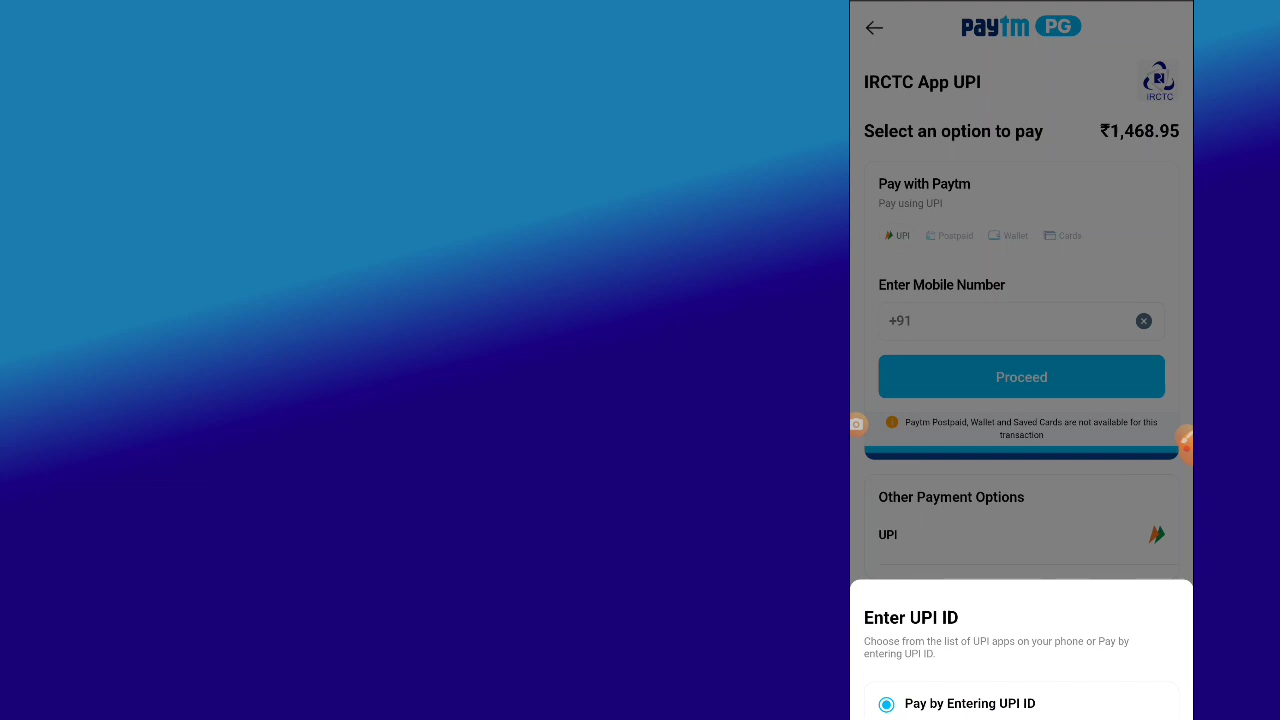 paytm PG
IRCTC App UPI
IRCTC
Select an option to pay ₹1,468.95
Pay with Paytm
Pay using UPI
UPI Postpaid Wallet Cards
Enter Mobile Number
+91
Proceed
Paytm Postpaid, Wallet and Saved Cards are not available for this
transaction
Other Payment Options
UPI
Enter UPI ID
Choose from the list of UPI apps on your phone or Pay by
entering UPI ID.
Pay by Entering UPI ID